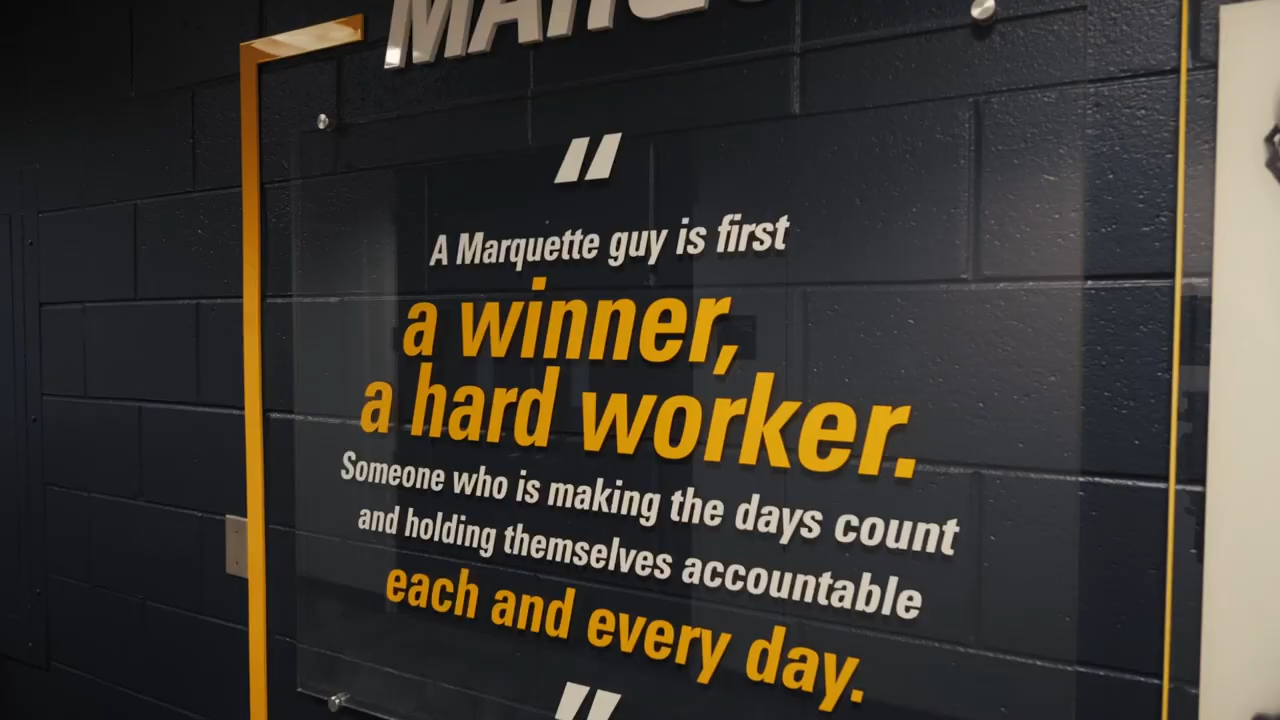 MARQU
"
A Marquette guy is first
a winner,
a hard worker.
Someone who is making the days count
and holding themselves accountable
each and every day.
"